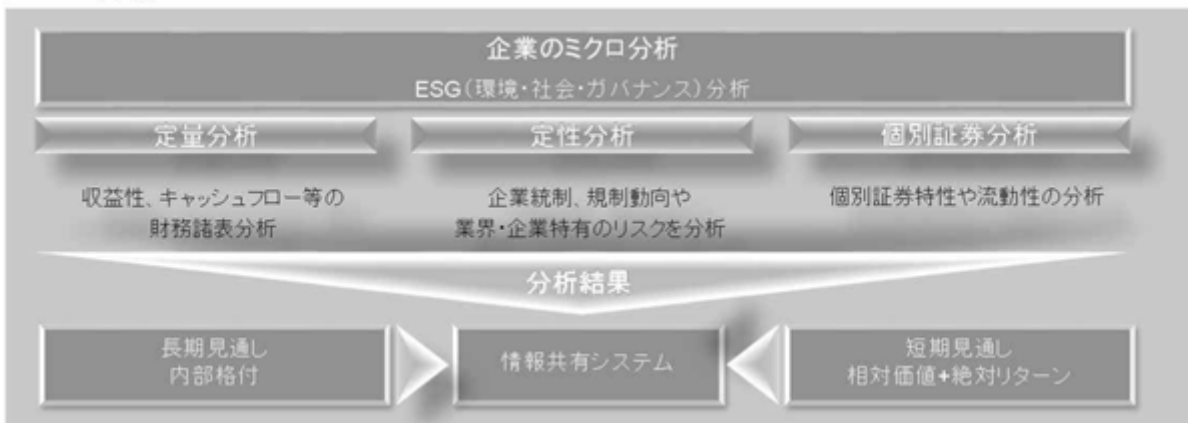 企業のミクロ分析
ESG(環境・社会・ガバナンス)分析
定量分析
定性分析
個別証券分析
収益性、キャッシュフロー等の
財務諸表分析
企業統制、規制動向や
業界・企業特有のリスクを分析
個別証券特性や流動性の分析
分析結果
長期見通し
内部格付
情報共有システム
短期見通し
相対価値+絶対リターン